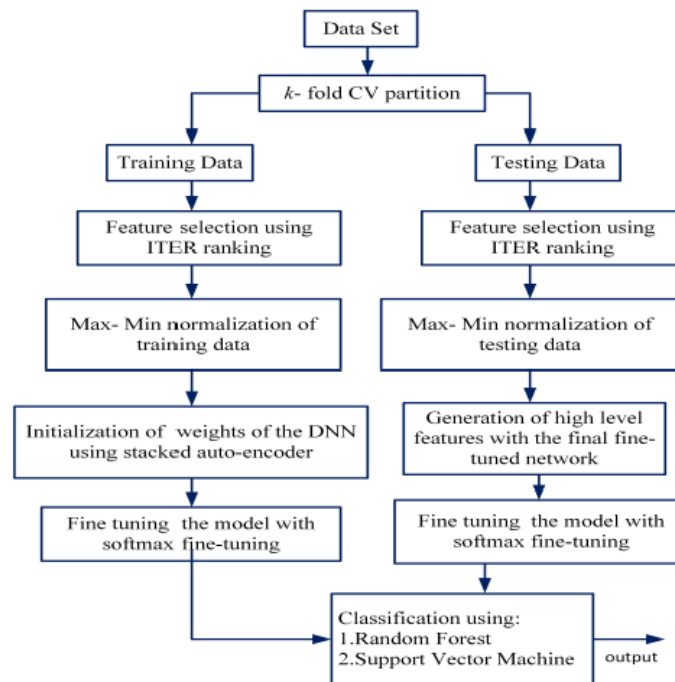 Data Set
k- fold CV partition
Training Data
Testing Data
Feature selection using
ITER ranking
Feature selection using
ITER ranking
Max- Min normalization of
training data
Max- Min normalization of
testing data
Initialization of weights of the DNN
using stacked auto-encoder
Generation of high level
features with the final fine-
tuned network
Fine tuning the model with
softmax fine-tuning
Fine tuning the model with
softmax fine-tuning
Classification using:
1.Random Forest
2.Support Vector Machine
output